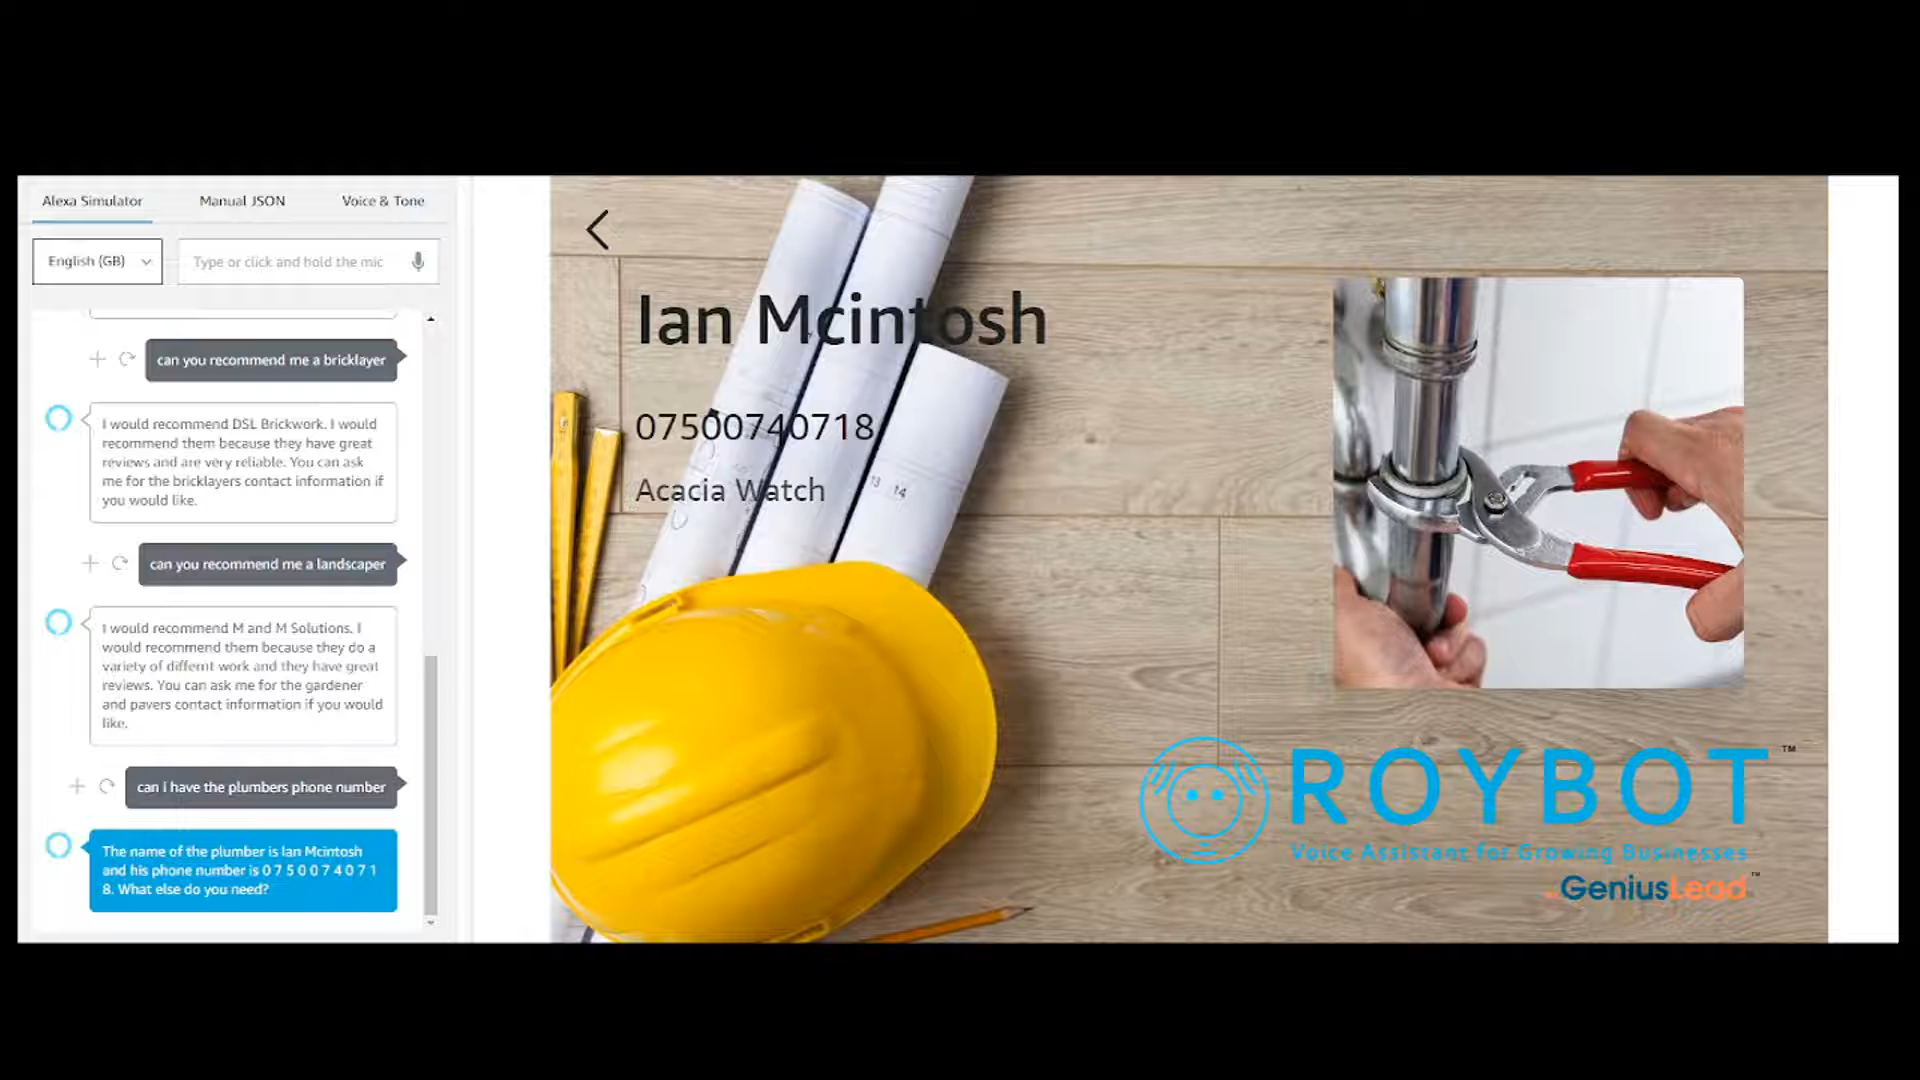 Alexa Simulator
Manual JSON
Voice & Tone
English (GB)
Type or click and hold the mic
can you recommend me a bricklayer
I would recommend DSL Brickwork. I would
recommend them because they have great
reviews and are very reliable. You can ask
me for the bricklayers contact information if
you would like.
can you recommend me a landscaper
I would recommend M and M Solutions. I
would recommend them because they do a
variety of differnt work and they have great
reviews. You can ask me for the gardener
and pavers contact information if you would
like.
can i have the plumbers phone number
The name of the plumber is Ian Mcintosh
and his phone number is 0 7 5 0 0 7 4 0 7 1
8. What else do you need?
Ian Mcintosh
07500740718
Acacia Watch
13 14
ROYBOT™
Voice Assistant for Growing Businesses
GeniusLead™